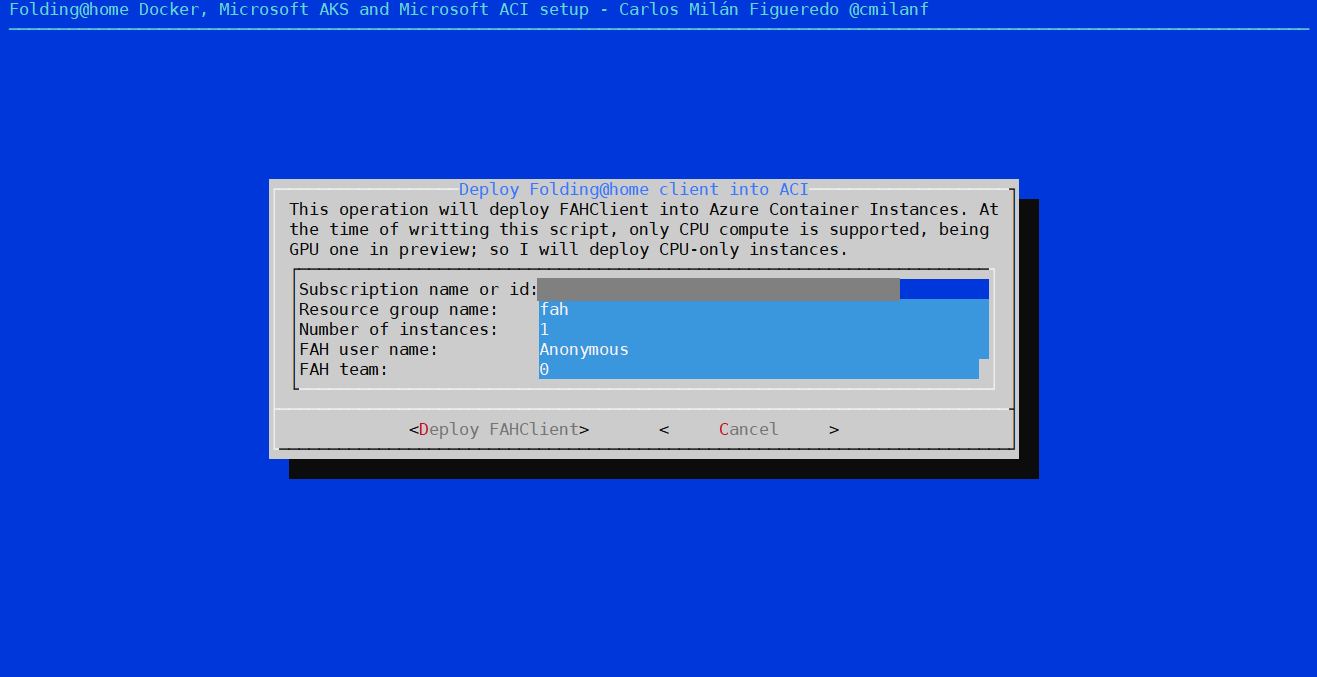 Folding@home Docker, Microsoft AKS and Microsoft ACI setup - Carlos Milán Figueredo @cmilanf
Deploy Folding@home client into ACI
This operation will deploy FAHClient into Azure Container Instances. At
the time of writting this script, only CPU compute is supported, being
GPU one in preview; so I will deploy CPU-only instances.
Subscription name or id:
Resource group name: fah
Number of instances: 1
FAH user name: Anonymous
FAH team: 0
<Deploy FAHClient> < Cancel >